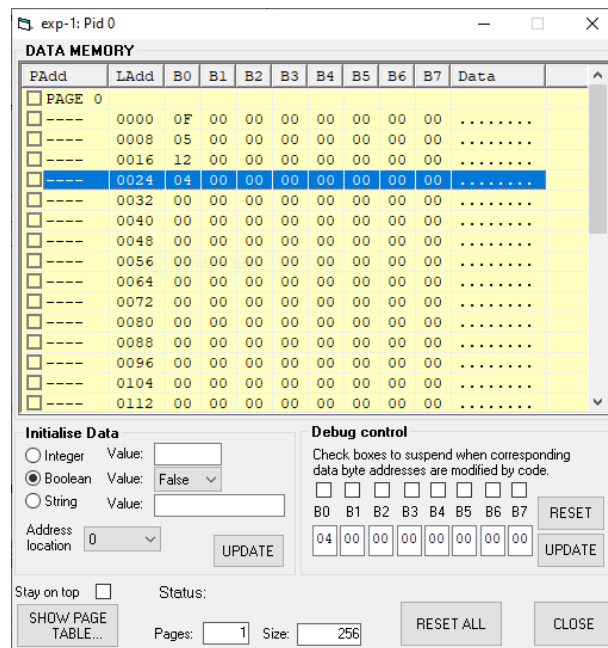 exp-1: Pid 0
DATA MEMORY
PAdd LAdd B0 B1 B2 B3 B4 B5 B6 B7 Data
PAGE 0
---- 0000 0F 00 00 00 00 00 00 00 ........
---- 0008 05 00 00 00 00 00 00 00 ........
---- 0016 12 00 00 00 00 00 00 00 ........
---- 0024 04 00 00 00 00 00 00 00 ........
---- 0032 00 00 00 00 00 00 00 00 ........
---- 0040 00 00 00 00 00 00 00 00 ........
---- 0048 00 00 00 00 00 00 00 00 ........
---- 0056 00 00 00 00 00 00 00 00 ........
---- 0064 00 00 00 00 00 00 00 00 ........
---- 0072 00 00 00 00 00 00 00 00 ........
---- 0080 00 00 00 00 00 00 00 00 ........
---- 0088 00 00 00 00 00 00 00 00 ........
---- 0096 00 00 00 00 00 00 00 00 ........
---- 0104 00 00 00 00 00 00 00 00 ........
---- 0112 00 00 00 00 00 00 00 00 ........
Initialise Data
Integer Value:
Boolean Value: False
String Value:
Address
location 0
UPDATE
Debug control
Check boxes to suspend when corresponding
data byte addresses are modified by code.
B0 B1 B2 B3 B4 B5 B6 B7
RESET
04 00 00 00 00 00 00 00
UPDATE
Stay on top
Status:
SHOW PAGE
TABLE...
Pages: 1 Size: 256
RESET ALL
CLOSE